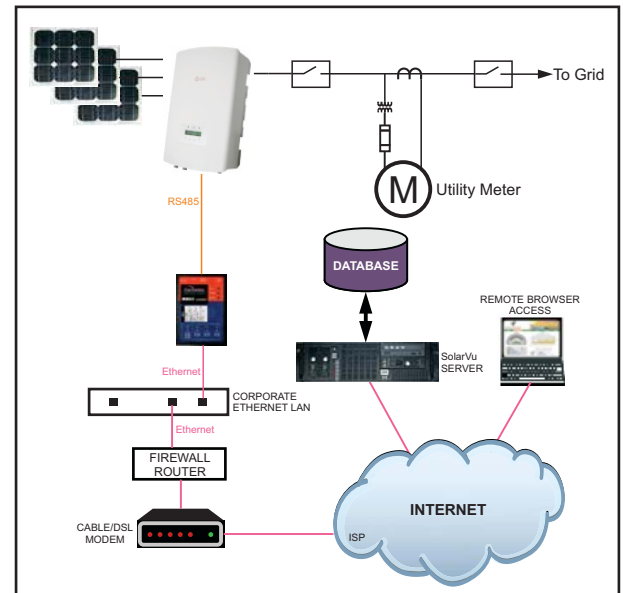 To Grid
M
Utility Meter
RS485
DATABASE
REMOTE BROWSER
ACCESS
SolarVu
SERVER
Ethernet
CORPORATE
ETHERNET LAN
Ethernet
FIREWALL
ROUTER
INTERNET
CABLE/DSL
MODEM
ISP